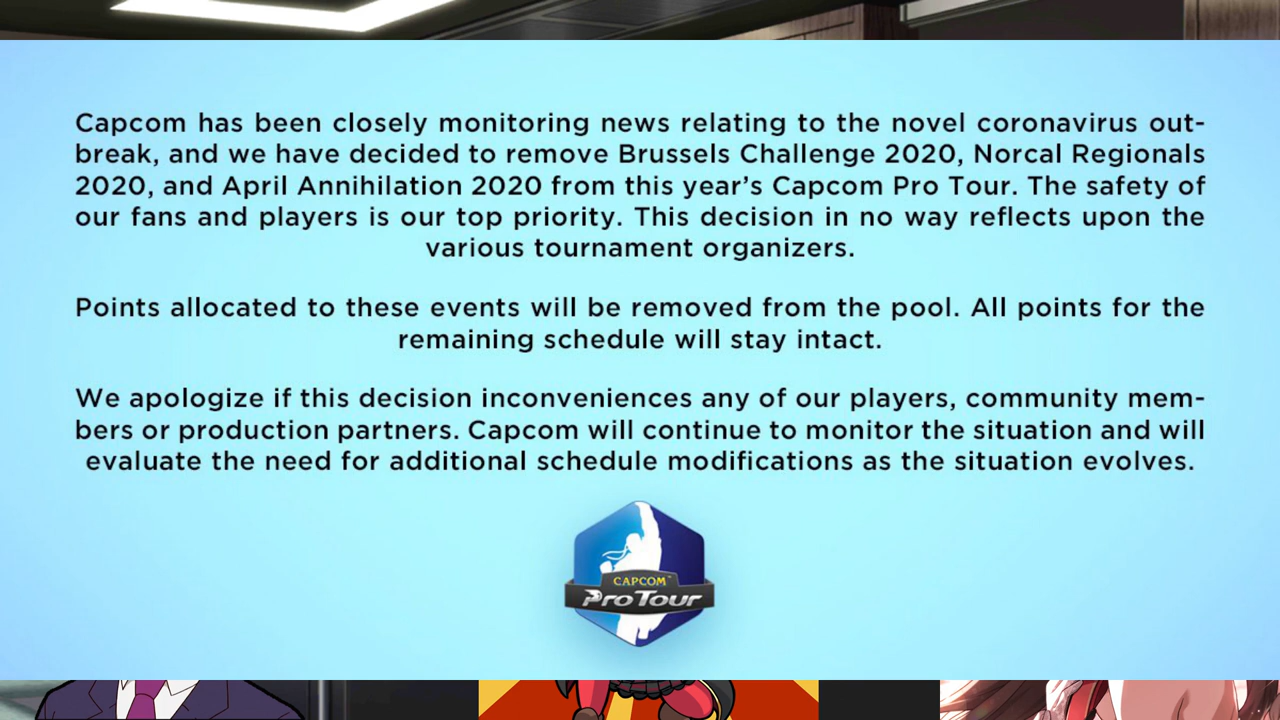 Capcom has been closely monitoring news relating to the novel coronavirus out-
break, and we have decided to remove Brussels Challenge 2020, Norcal Regionals
2020, and April Annihilation 2020 from this year’s Capcom Pro Tour. The safety of
our fans and players is our top priority. This decision in no way reflects upon the
various tournament organizers.
Points allocated to these events will be removed from the pool. All points for the
remaining schedule will stay intact.
We apologize if this decision inconveniences any of our players, community mem-
bers or production partners. Capcom will continue to monitor the situation and will
evaluate the need for additional schedule modifications as the situation evolves.
CAPCOM™
Pro Tour